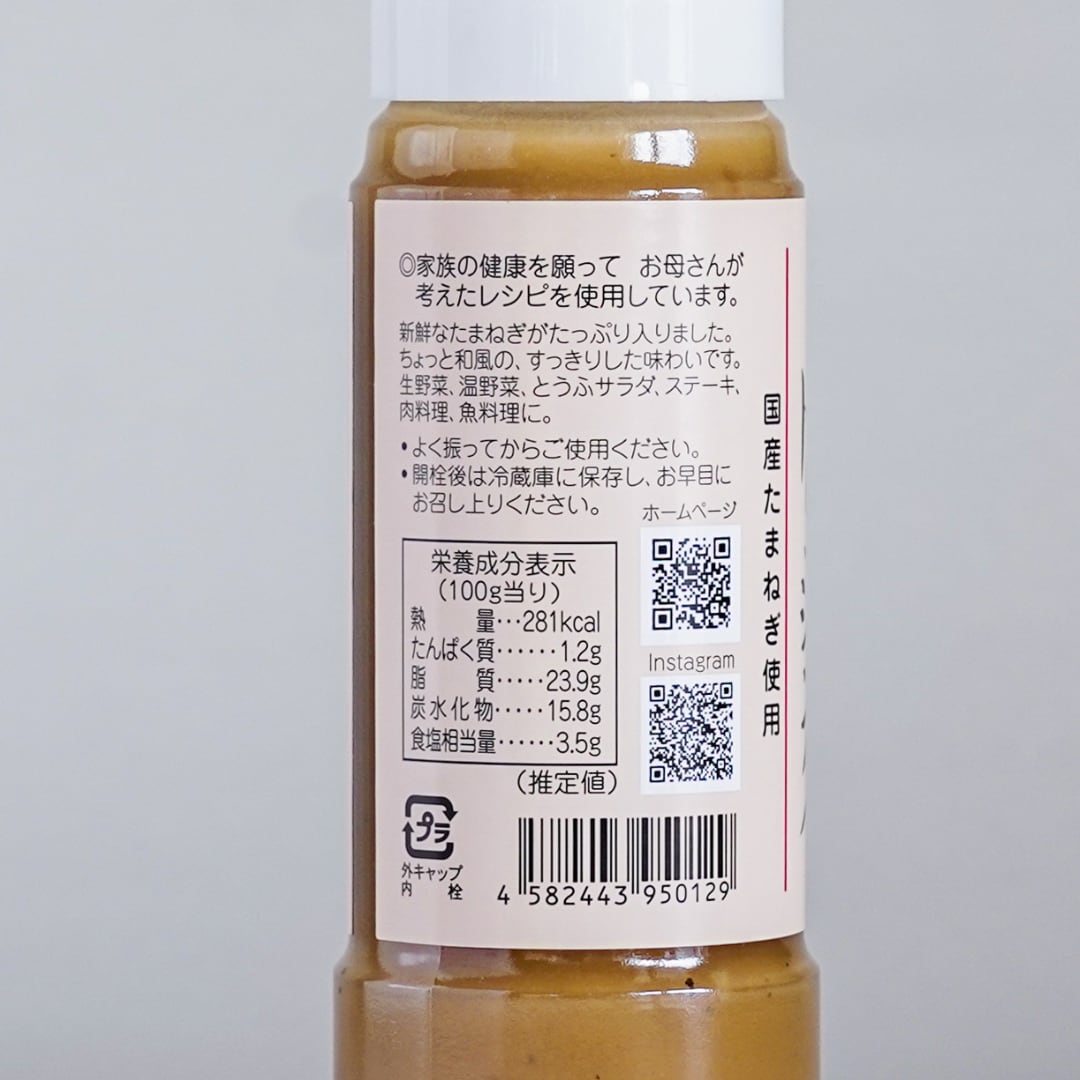 ◎家族の健康を願って　お母さんが
考えたレシピを使用しています。
新鮮なたまねぎがたっぷり入りました。
ちょっと和風の、すっきりした味わいです。
生野菜、温野菜、とうふサラダ、ステーキ、
肉料理、魚料理に。
・よく振ってからご使用ください。
・開栓後は冷蔵庫に保存し、お早目に
お召し上りください。
ホームページ
栄養成分表示
(100g当り)
熱　量…281kcal
たんぱく質……1.2g
脂　質……23.9g
炭水化物……15.8g
食塩相当量……3.5g
(推定値)
Instagram
プラ
外キャップ
内　栓
4 582443 950129
国産たまねぎ使用